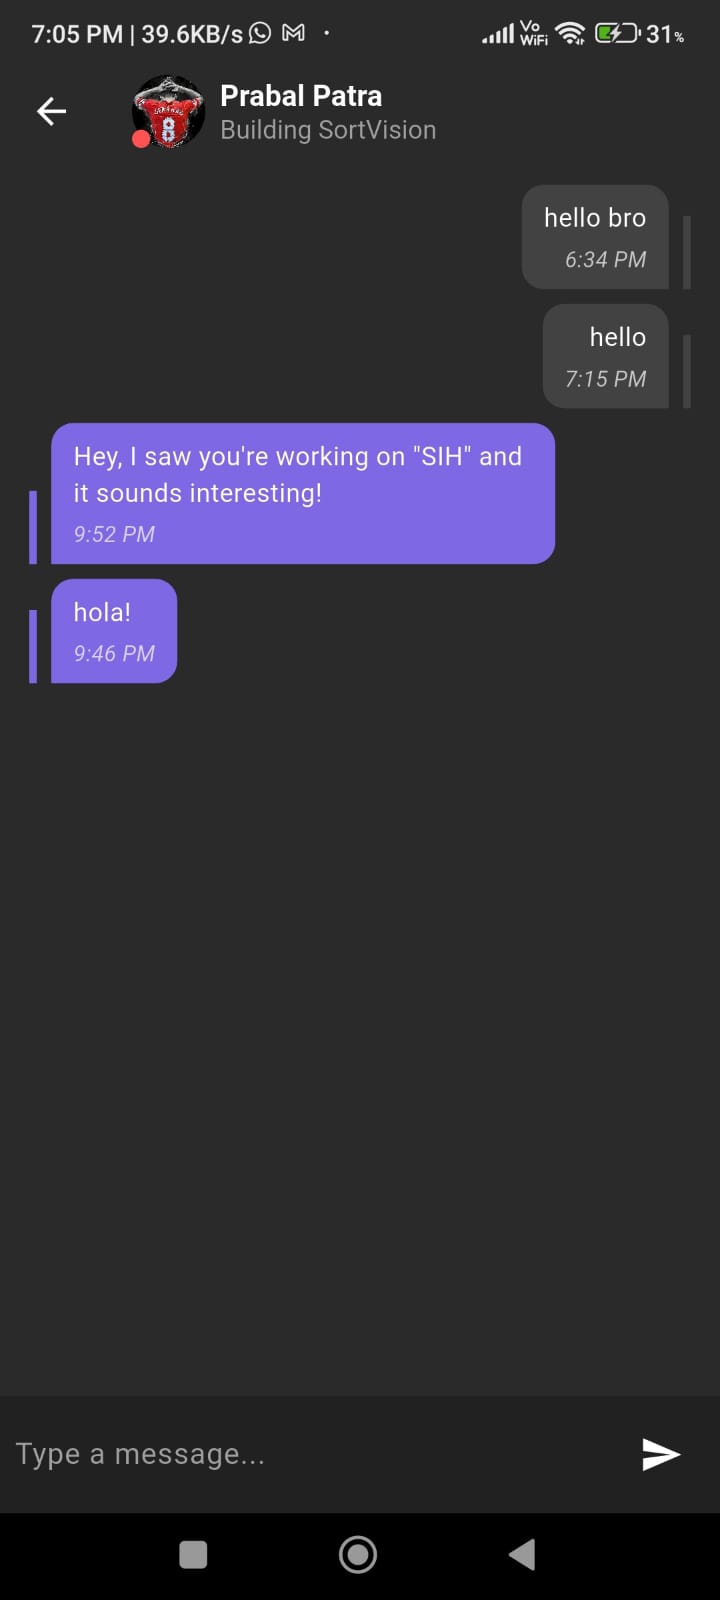 7:05 PM | 39.6KB/s
Vo
WiFi
31%
Prabal Patra
Building SortVision
8
hello bro
6:34 PM
hello
7:15 PM
Hey, I saw you're working on "SIH" and
it sounds interesting!
9:52 PM
hola!
9:46 PM
Type a message...